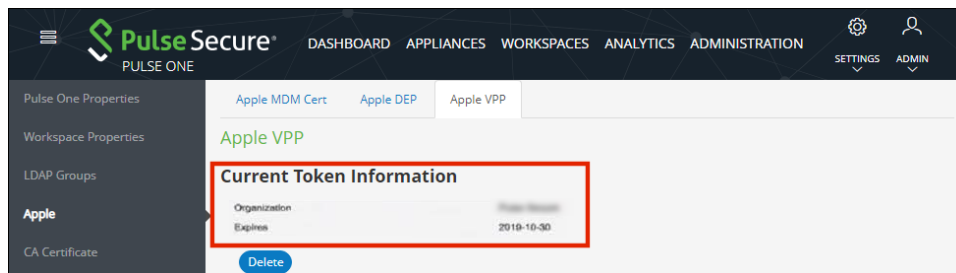 Pulse Secure®
PULSE ONE
DASHBOARD APPLIANCES WORKSPACES ANALYTICS ADMINISTRATION
SETTINGS ADMIN
Pulse One Properties
Workspace Properties
LDAP Groups
Apple
CA Certificate
Apple MDM Cert Apple DEP Apple VPP
Apple VPP
Current Token Information
Organization
Expires 2019-10-30
Delete